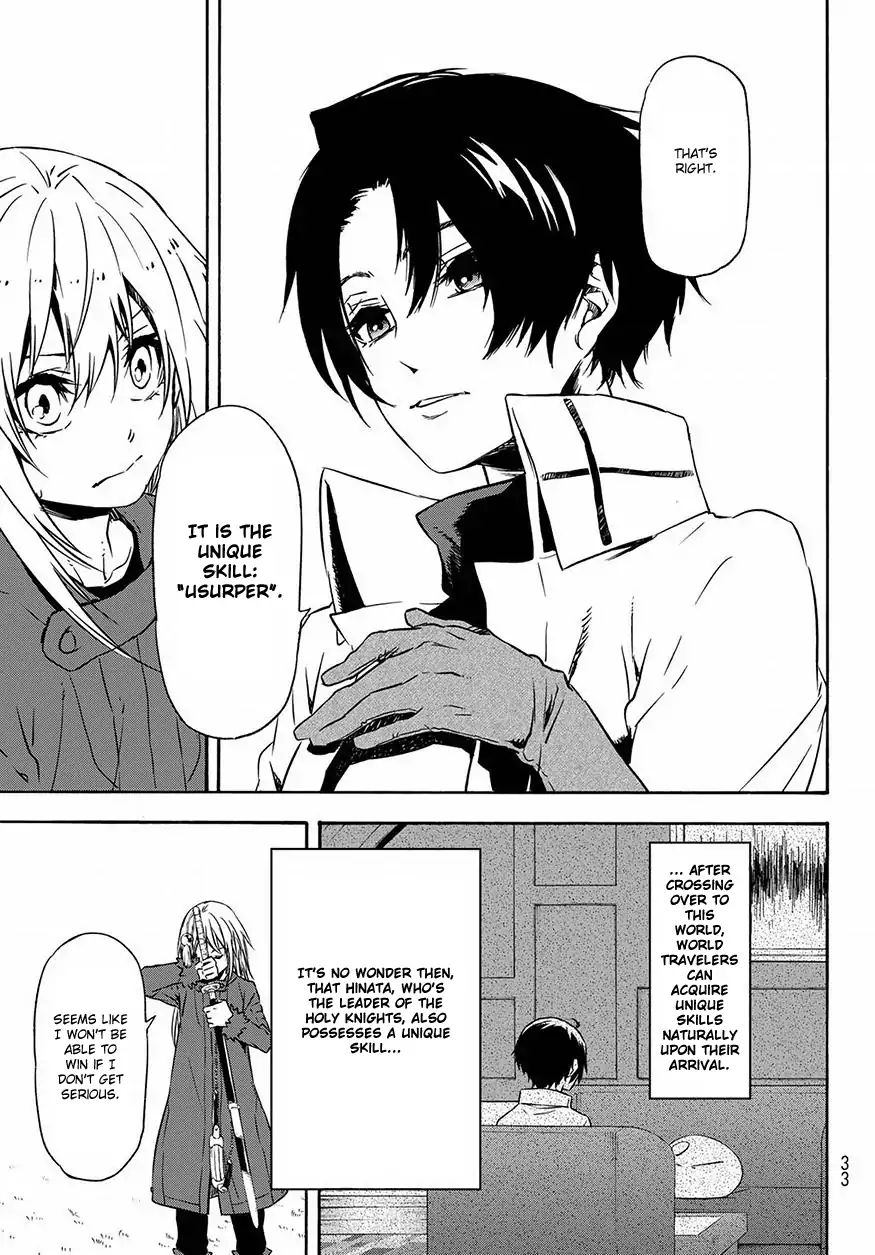 THAT'S
RIGHT.
IT IS THE
UNIQUE
SKILL:
"USURPER".
... AFTER
CROSSING
OVER TO
THIS
WORLD,
WORLD
TRAVELERS
CAN
ACQUIRE
UNIQUE
SKILLS
NATURALLY
UPON THEIR
ARRIVAL.
IT'S NO WONDER THEN,
THAT HINATA, WHO'S
THE LEADER OF THE
HOLY KNIGHTS, ALSO
POSSESSES A UNIQUE
SKILL...
SEEMS LIKE
I WON'T BE
ABLE TO
WIN IF I
DON'T GET
SERIOUS.
33